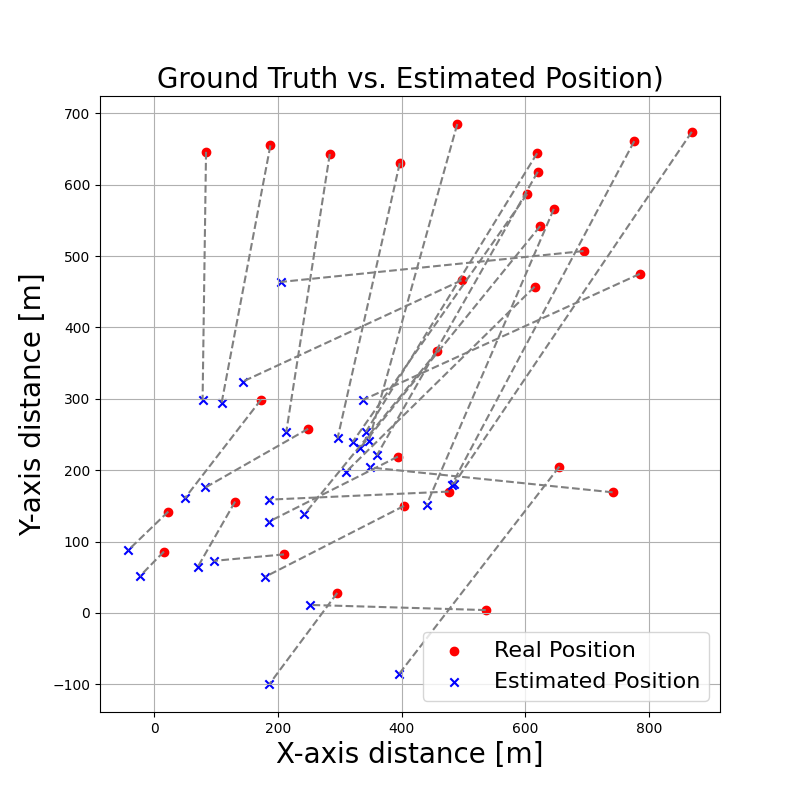 Ground Truth vs. Estimated Position)
Y-axis distance [m]
700
600
500
400
300
200
100
0
−100
0 200 400 600 800
X-axis distance [m]
Real Position
Estimated Position